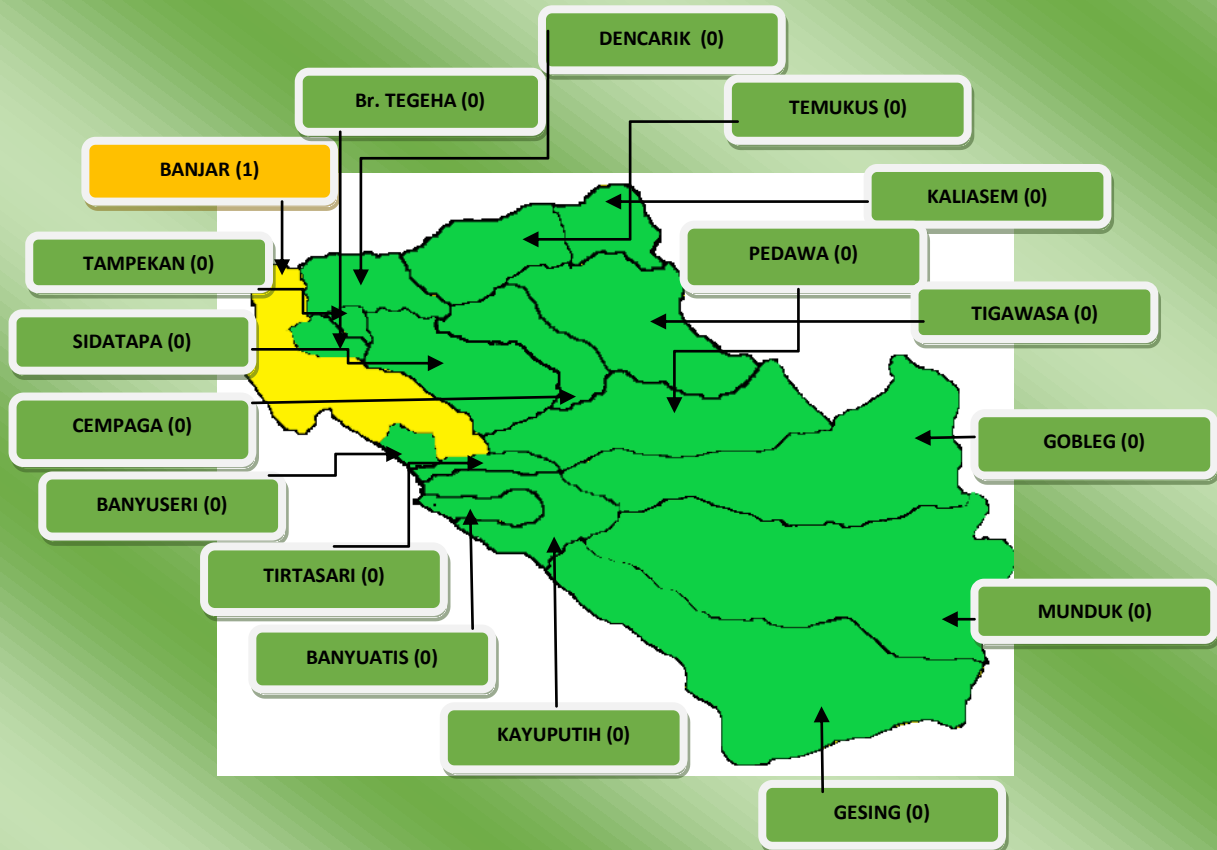 DENCARIK (0)
Br. TEGEHA (0)
TEMUKUS (0)
BANJAR (1)
KALIASEM (0)
TAMPEKAN (0)
PEDAWA (0)
SIDATAPA (0)
TIGAWASA (0)
CEMPAGA (0)
GOBLEG (0)
BANYUSERI (0)
TIRTASARI (0)
MUNDUK (0)
BANYUATIS (0)
KAYUPUTIH (0)
GESING (0)